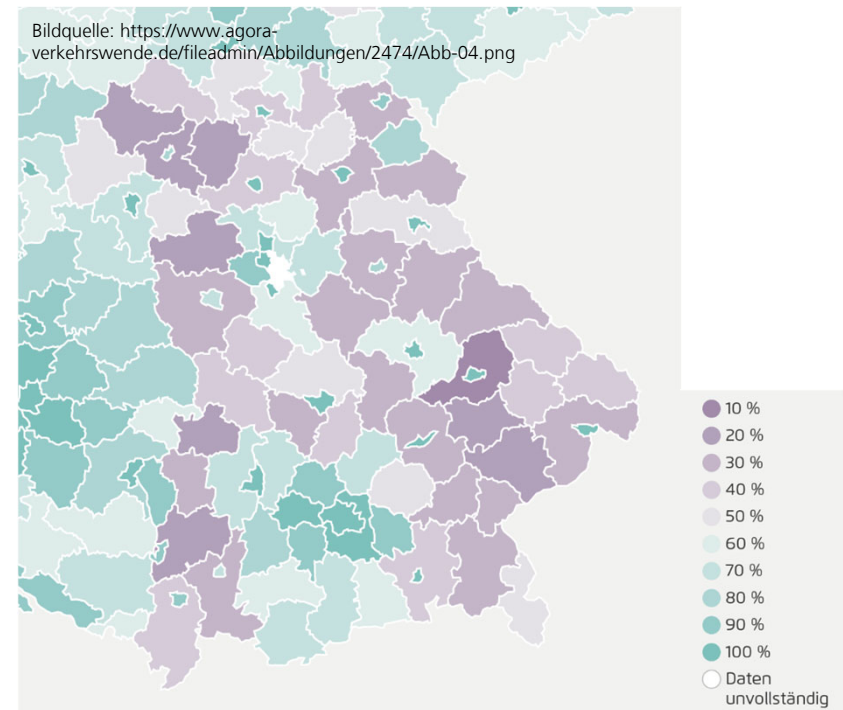 Bildquelle: https://www.agora-
verkehrswende.de/fileadmin/Abbildungen/2474/Abb-04.png
10 %
20 %
30 %
40 %
50 %
60 %
70 %
80 %
90 %
100 %
Daten
unvollständig